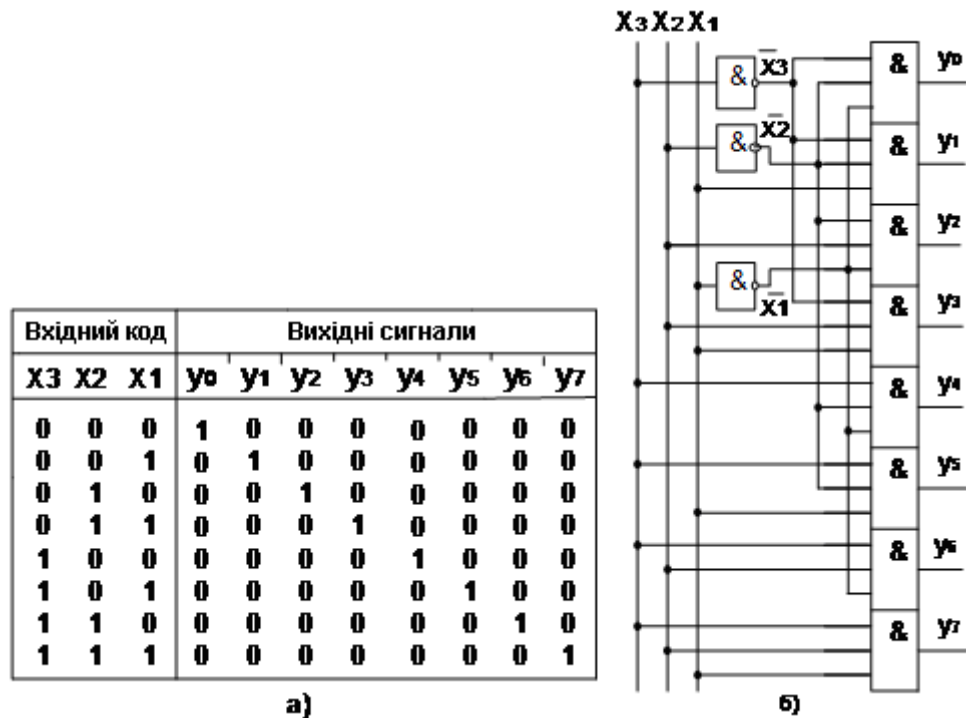 Вхідний код Вихідні сигнали
X3 X2 X1 y0 y1 y2 y3 y4 y5 y6 y7
0 0 0 1 0 0 0 0 0 0 0
0 0 1 0 1 0 0 0 0 0 0
0 1 0 0 0 1 0 0 0 0 0
0 1 1 0 0 0 1 0 0 0 0
1 0 0 0 0 0 0 1 0 0 0
1 0 1 0 0 0 0 0 1 0 0
1 1 0 0 0 0 0 0 0 1 0
1 1 1 0 0 0 0 0 0 0 1
а)
X3 X2 X1
& X̅3 & y0
& X̅2 & y1
& y2
& X̅1 & y3
& y4
& y5
& y6
& y7
б)